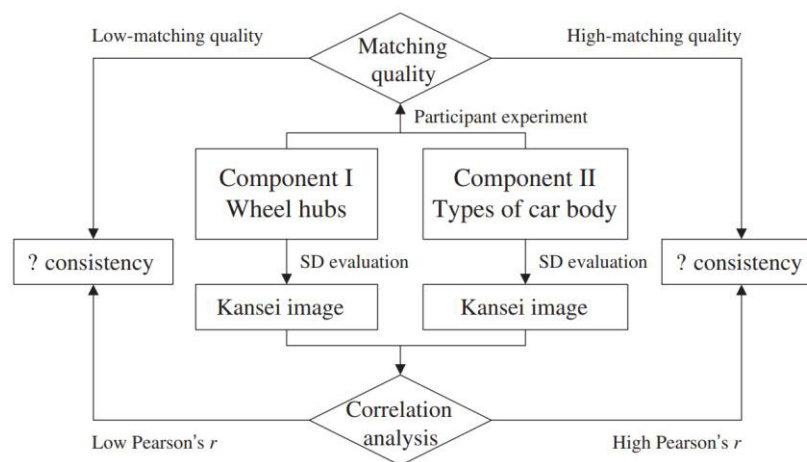 Low-matching quality
Matching
quality
High-matching quality
Participant experiment
Component I
Wheel hubs
Component II
Types of car body
? consistency
SD evaluation
SD evaluation
? consistency
Kansei image
Kansei image
Correlation
analysis
Low Pearson's r
High Pearson's r